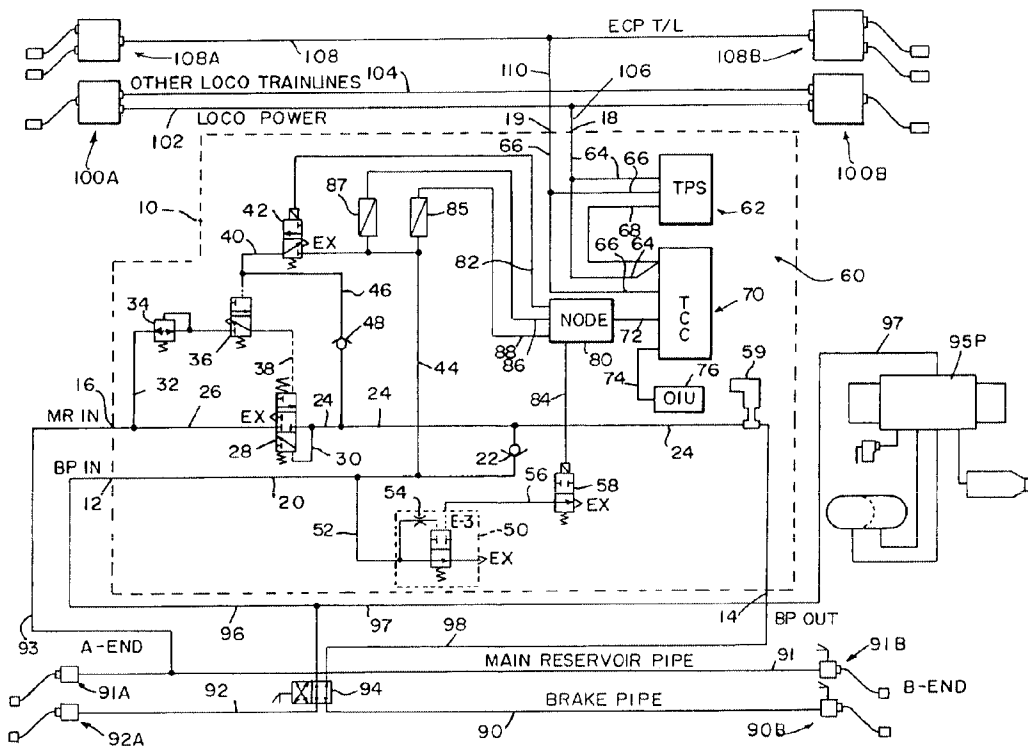 ECP T/L
108A
108
108B
110
OTHER LOCO TRAINLINES
104
106
LOCO POWER
102
19
18
100A
100B
66
64
66
TPS
87
85
62
10
42
68
EX
40
82
66
64
60
46
TCC
70
34
48
NODE
97
36
38
88
86
80
72
59
95P
32
44
74
76
OIU
16
26
84
MR IN
EX
24
24
28
30
22
24
BP IN
56
58
12
20
54
E-3
52
50
EX
EX
14
BP OUT
96
97
98
93
A-END
MAIN RESERVOIR PIPE
91
91B
91A
92
94
BRAKE PIPE
B-END
92A
90
90B